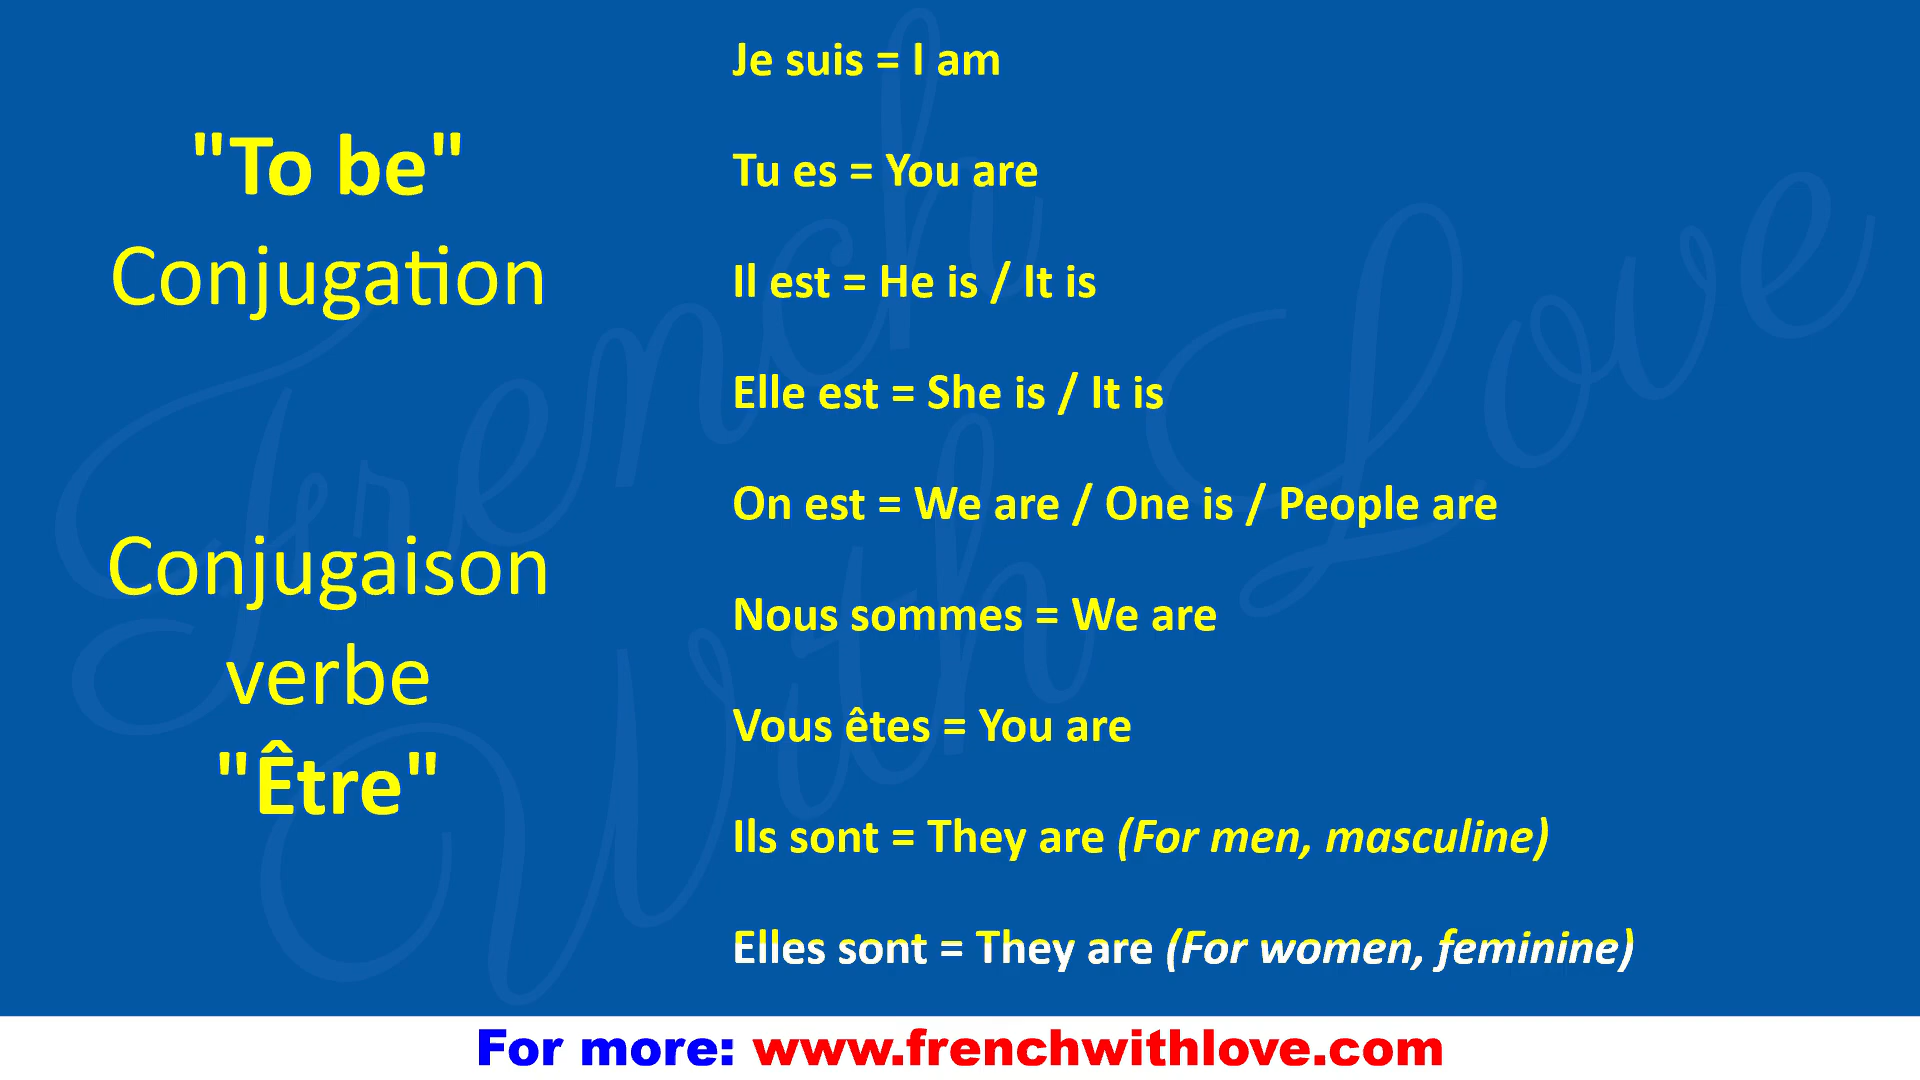 "To be"
Conjugation
Conjugaison
verbe
"Être"
Je suis = I am
Tu es = You are
Il est = He is / It is
Elle est = She is / It is
On est = We are / One is / People are
Nous sommes = We are
Vous êtes = You are
Ils sont = They are (For men, masculine)
Elles sont = They are (For women, feminine)
French
With Love
For more: www.frenchwithlove.com